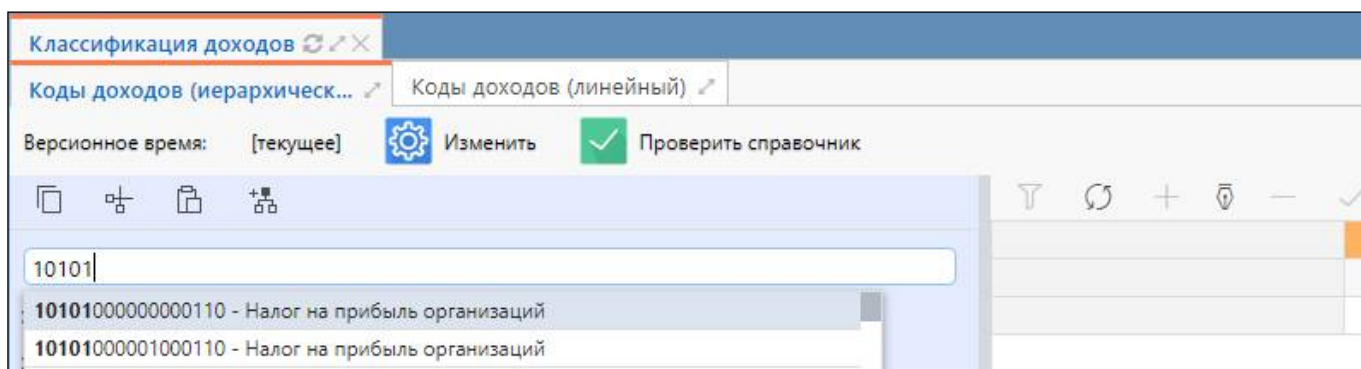 Классификация доходов
Коды доходов (иерархическ... Коды доходов (линейный)
Версионное время: [текущее] Изменить Проверить справочник
10101
10101000000000110 - Налог на прибыль организаций
10101000001000110 - Налог на прибыль организаций